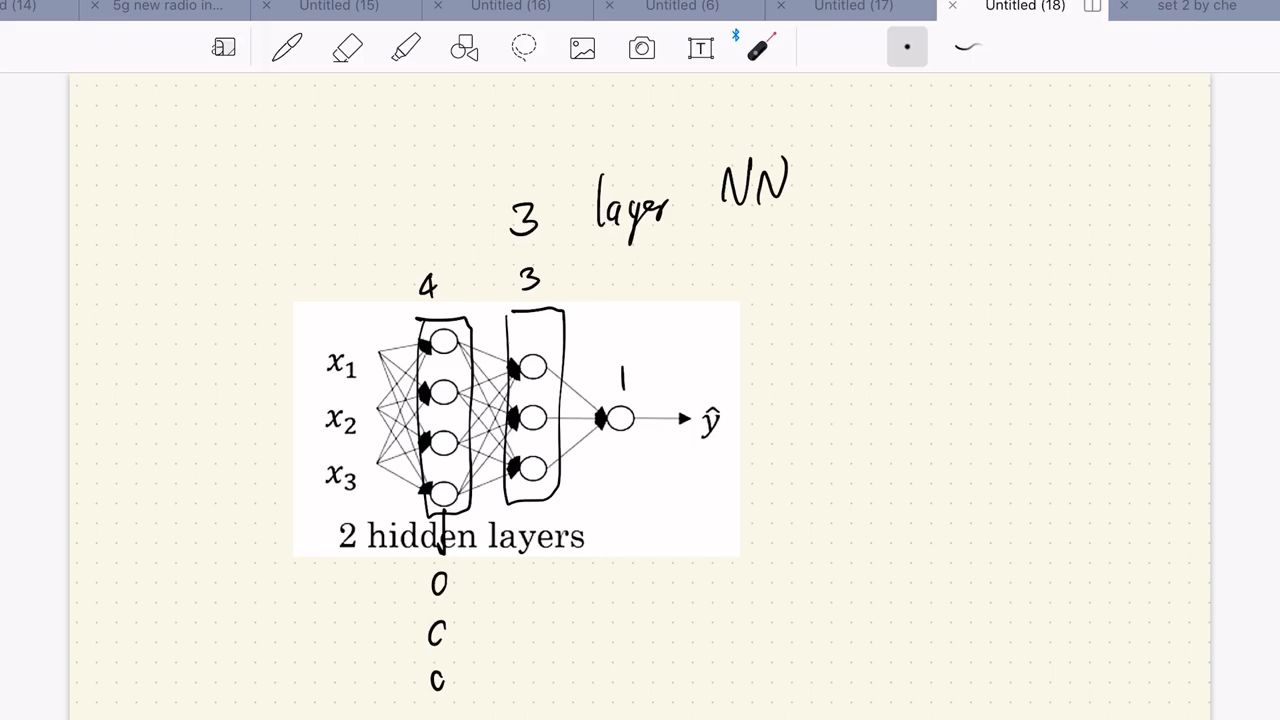 d (14) 5g new radio in... Untitled (15) Untitled (16) Untitled (6) Untitled (17) Untitled (18) set 2 by che
T
3 layer NN
4 3
x₁
1
x₂ ŷ
x₃
2 hidden layers
0
C
0